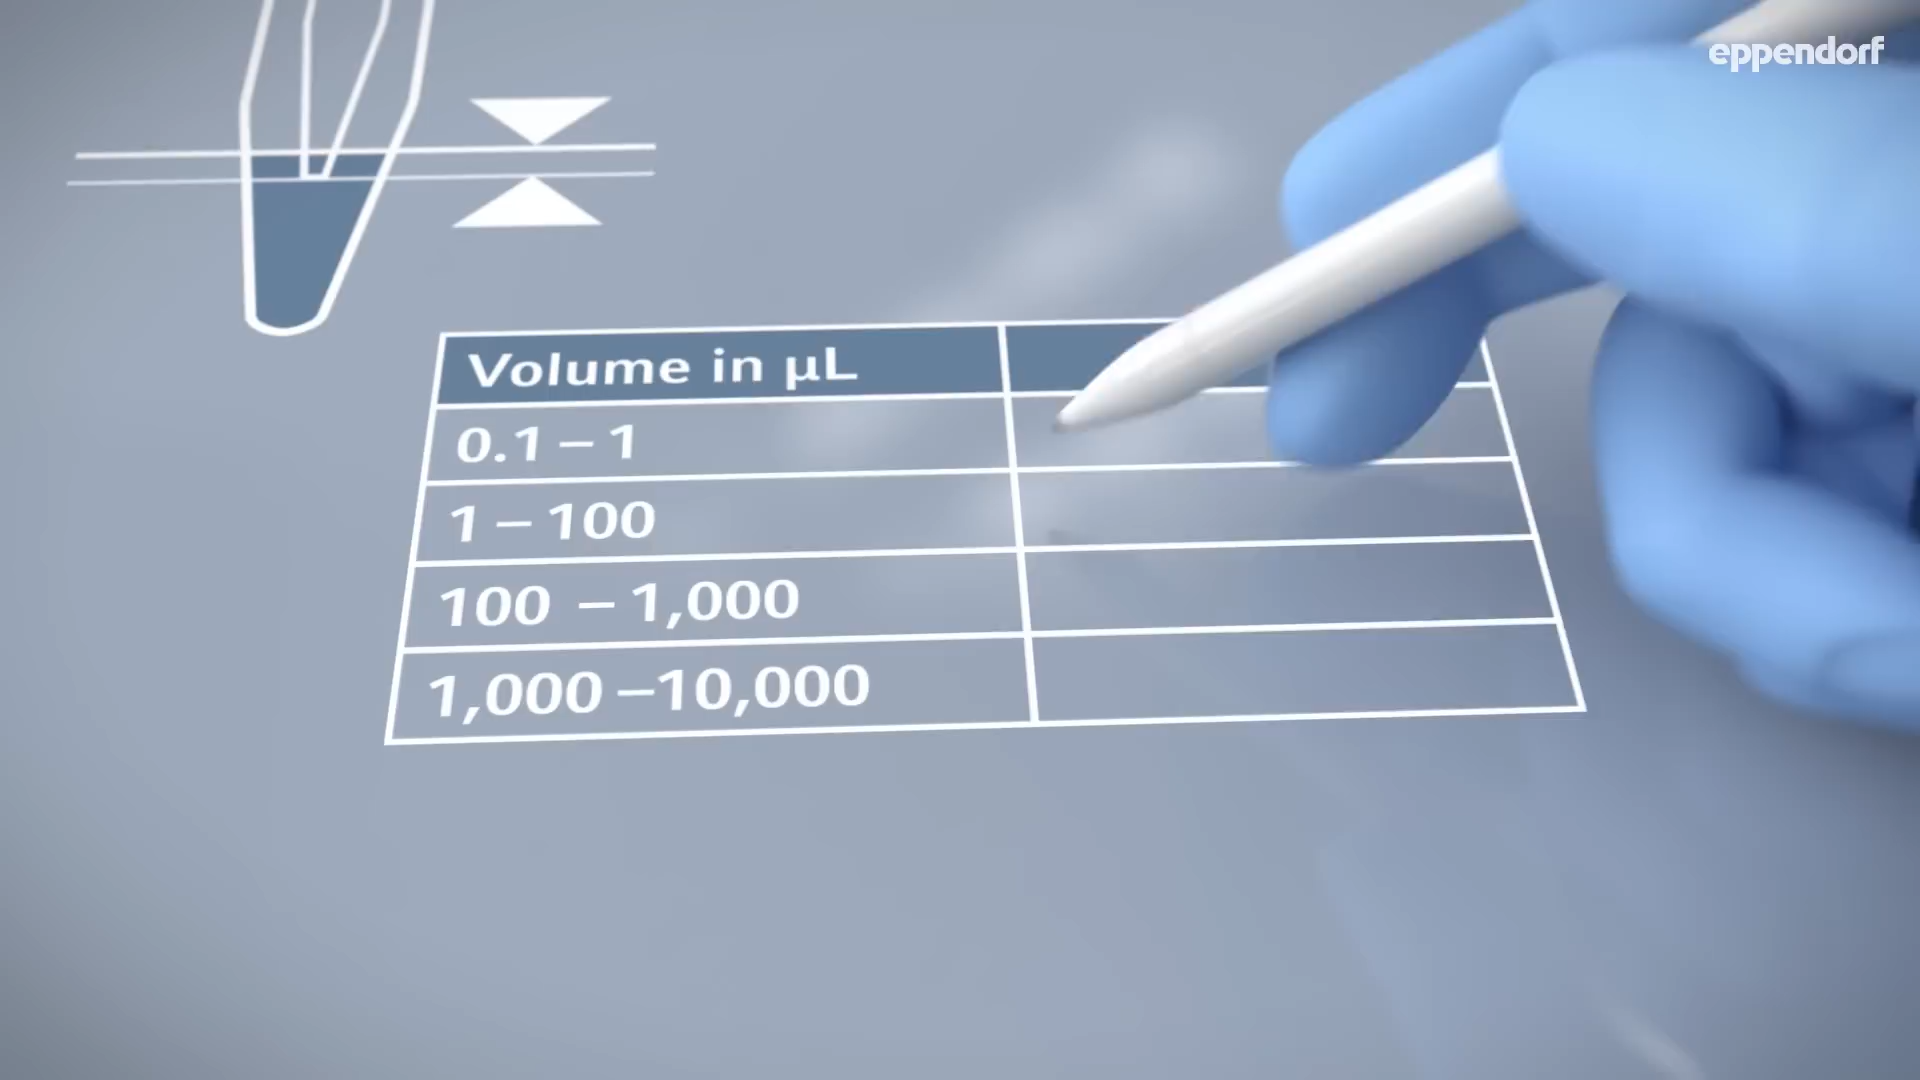 eppendorf
Volume in µL
0.1 – 1
1 – 100
100 – 1,000
1,000 – 10,000